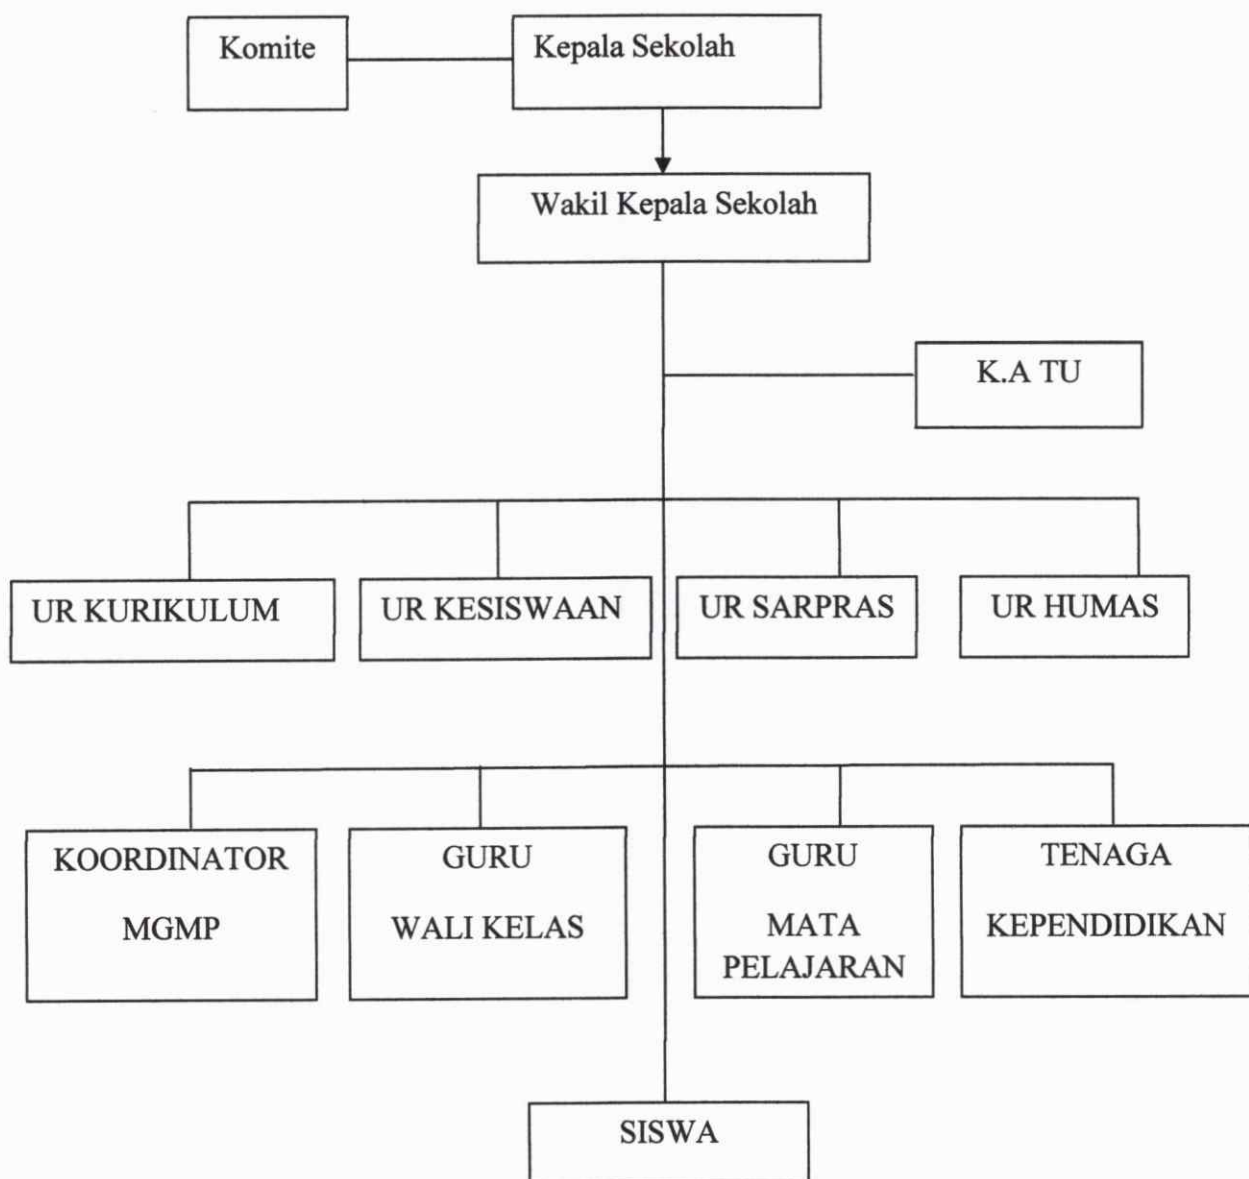 Komite
Kepala Sekolah
Wakil Kepala Sekolah
K.A TU
UR KURIKULUM
UR KESISWAAN
UR SARPRAS
UR HUMAS
KOORDINATOR
MGMP
GURU
WALI KELAS
GURU
MATA
PELAJARAN
TENAGA
KEPENDIDIKAN
SISWA